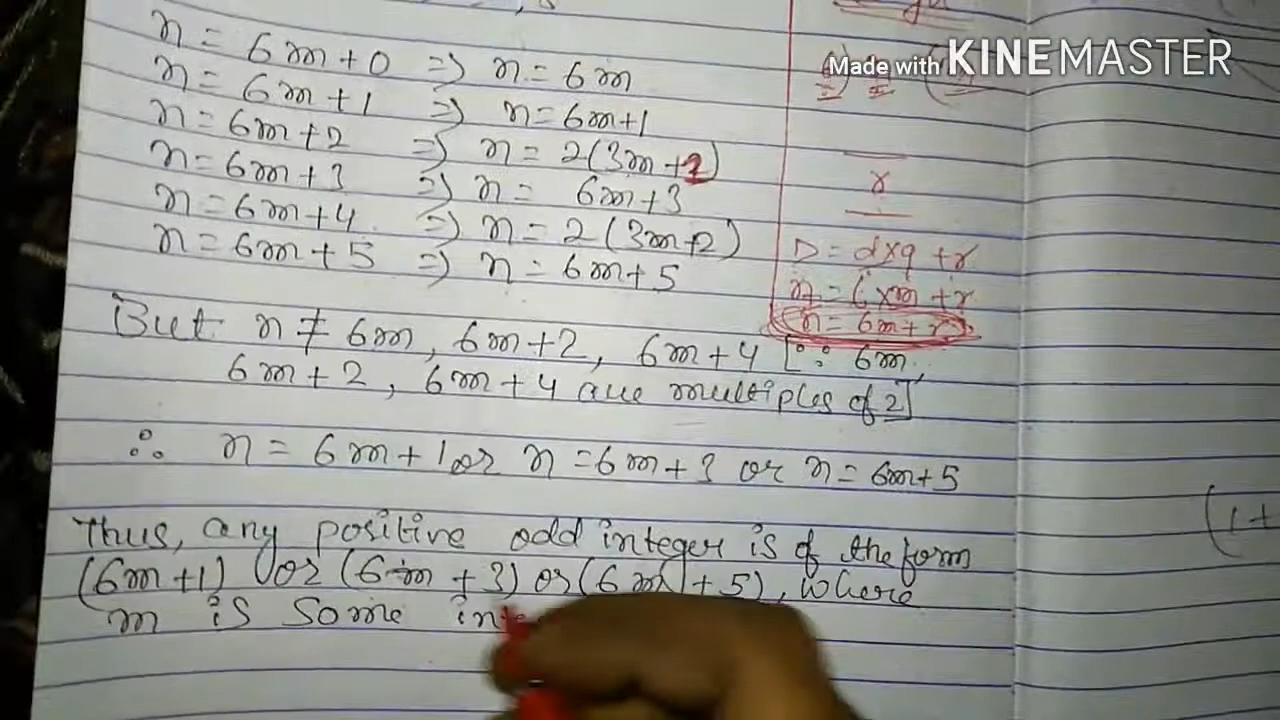 n = 6m + 0 => n = 6m
n = 6m + 1 => n = 6m+1
n = 6m + 2 => n = 2(3m+1)
n = 6m + 3 => n = 6m+3
n = 6m + 4 => n = 2(3m+2)
n = 6m + 5 => n = 6m+5
But n ≠ 6m, 6m+2, 6m+4 [∵ 6m,
6m+2, 6m+4 are multiples of 2]
∴ n = 6m+1 or n = 6m+3 or n = 6m+5
Thus, any positive odd integer is of the form
(6m+1) or (6m+3) or (6m+5), where
m is some
Made with KINEMASTER
r
D = d×q + r
n = 6×m + r
n = 6m + r
(1+